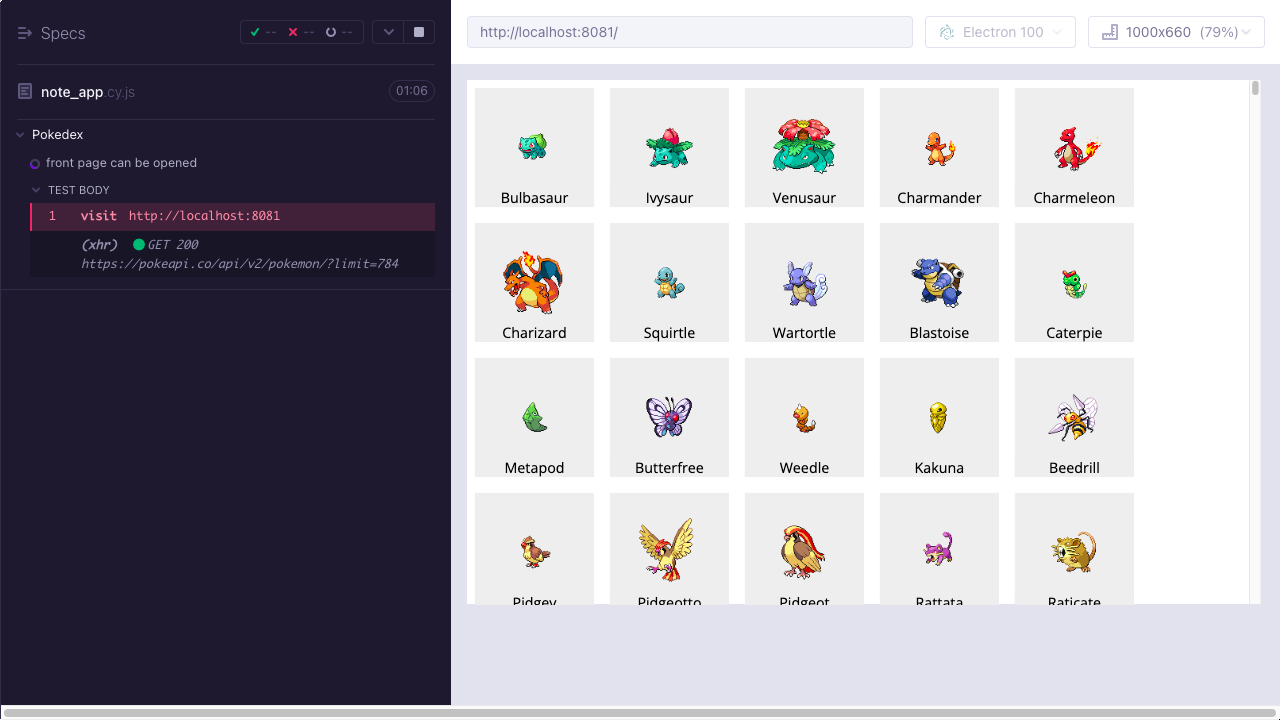 Specs
-- -- --
note_app.cy.js
01:06
Pokedex
front page can be opened
TEST BODY
1 visit http://localhost:8081
(xhr) GET 200
https://pokeapi.co/api/v2/pokemon/?limit=784
http://localhost:8081/
Electron 100
1000x660 (79%)
Bulbasaur Ivysaur Venusaur Charmander Charmeleon
Charizard Squirtle Wartortle Blastoise Caterpie
Metapod Butterfree Weedle Kakuna Beedrill
Pidgey Pidgeotto Pidgeot Rattata Raticate